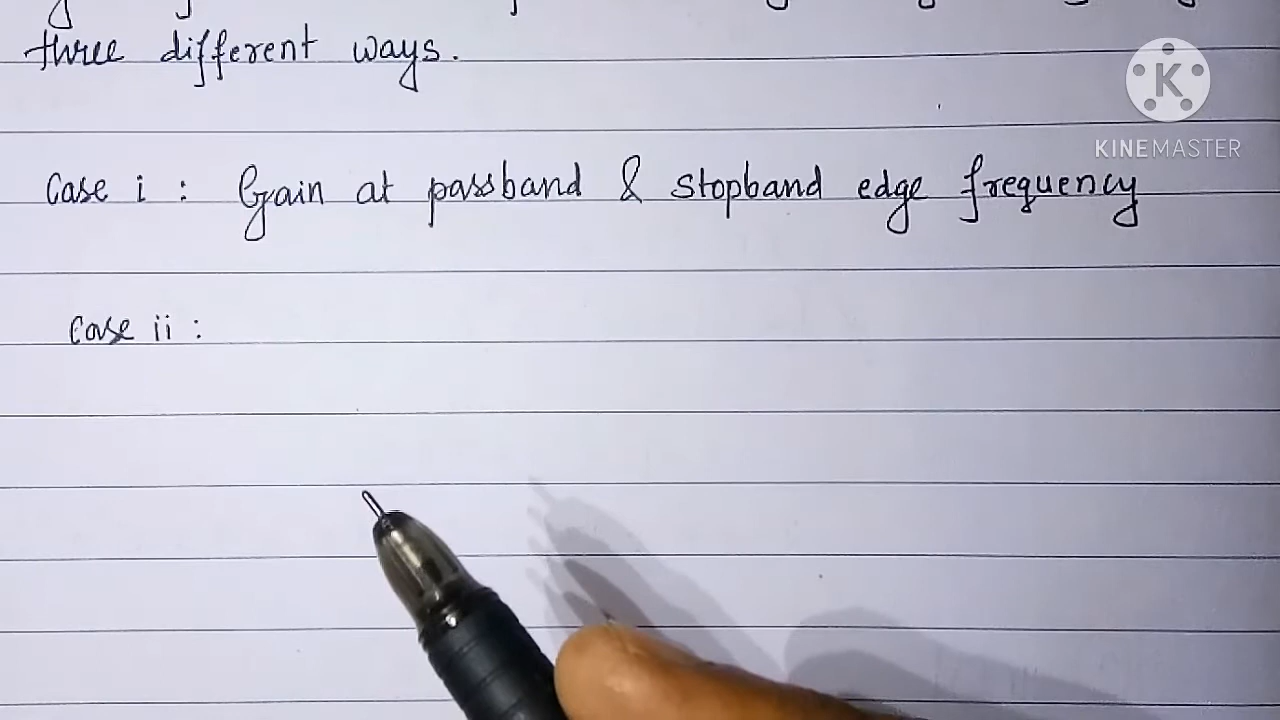 three different ways.
K
KINEMASTER
Case i : Gain at passband & stopband edge frequency
Case ii :